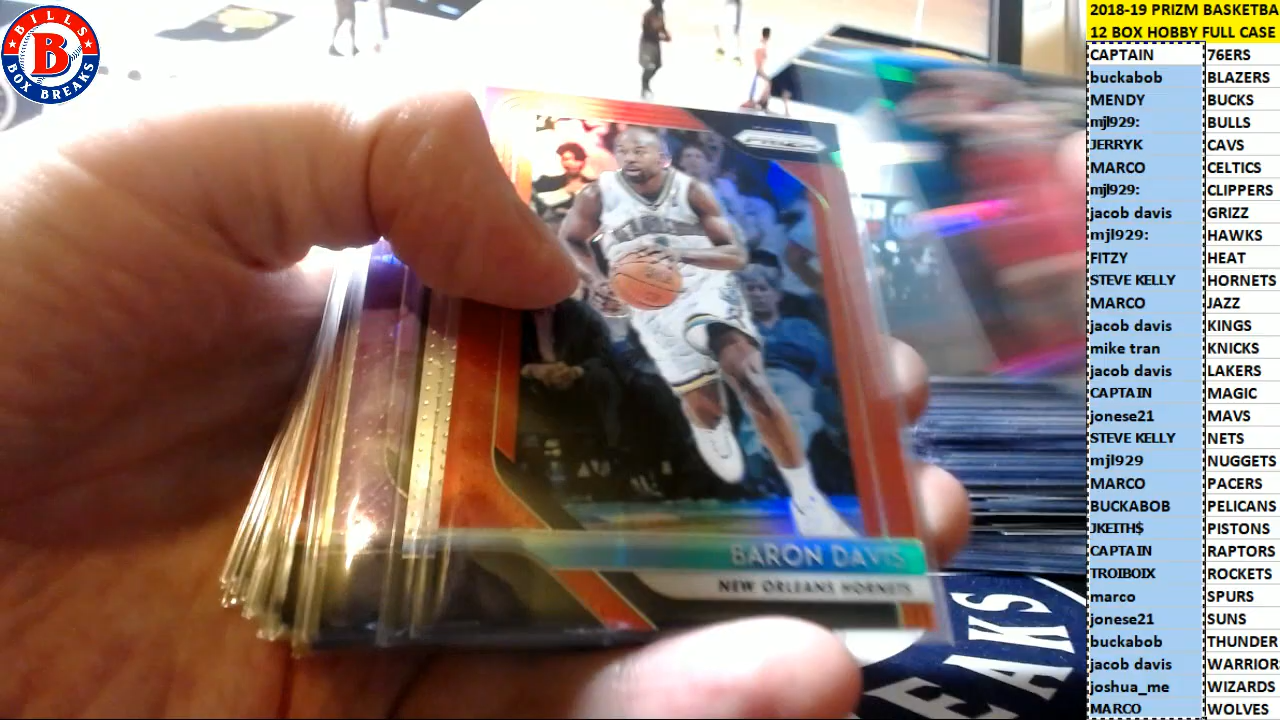 BILLS
B
BOX BREAKS
PRIZM
BARON DAVIS
NEW ORLEANS HORNETS
EAKS
2018-19 PRIZM BASKETBA
12 BOX HOBBY FULL CASE
CAPTAIN 76ERS
buckabob BLAZERS
MENDY BUCKS
mjl929: BULLS
JERRYK CAVS
MARCO CELTICS
mjl929: CLIPPERS
jacob davis GRIZZ
mjl929: HAWKS
FITZY HEAT
STEVE KELLY HORNETS
MARCO JAZZ
jacob davis KINGS
mike tran KNICKS
jacob davis LAKERS
CAPTAIN MAGIC
jonese21 MAVS
STEVE KELLY NETS
mjl929 NUGGETS
MARCO PACERS
BUCKABOB PELICANS
JKEITH$ PISTONS
CAPTAIN RAPTORS
TROIBOIX ROCKETS
marco SPURS
jonese21 SUNS
buckabob THUNDER
jacob davis WARRIOR
joshua_me WIZARDS
MARCO WOLVES